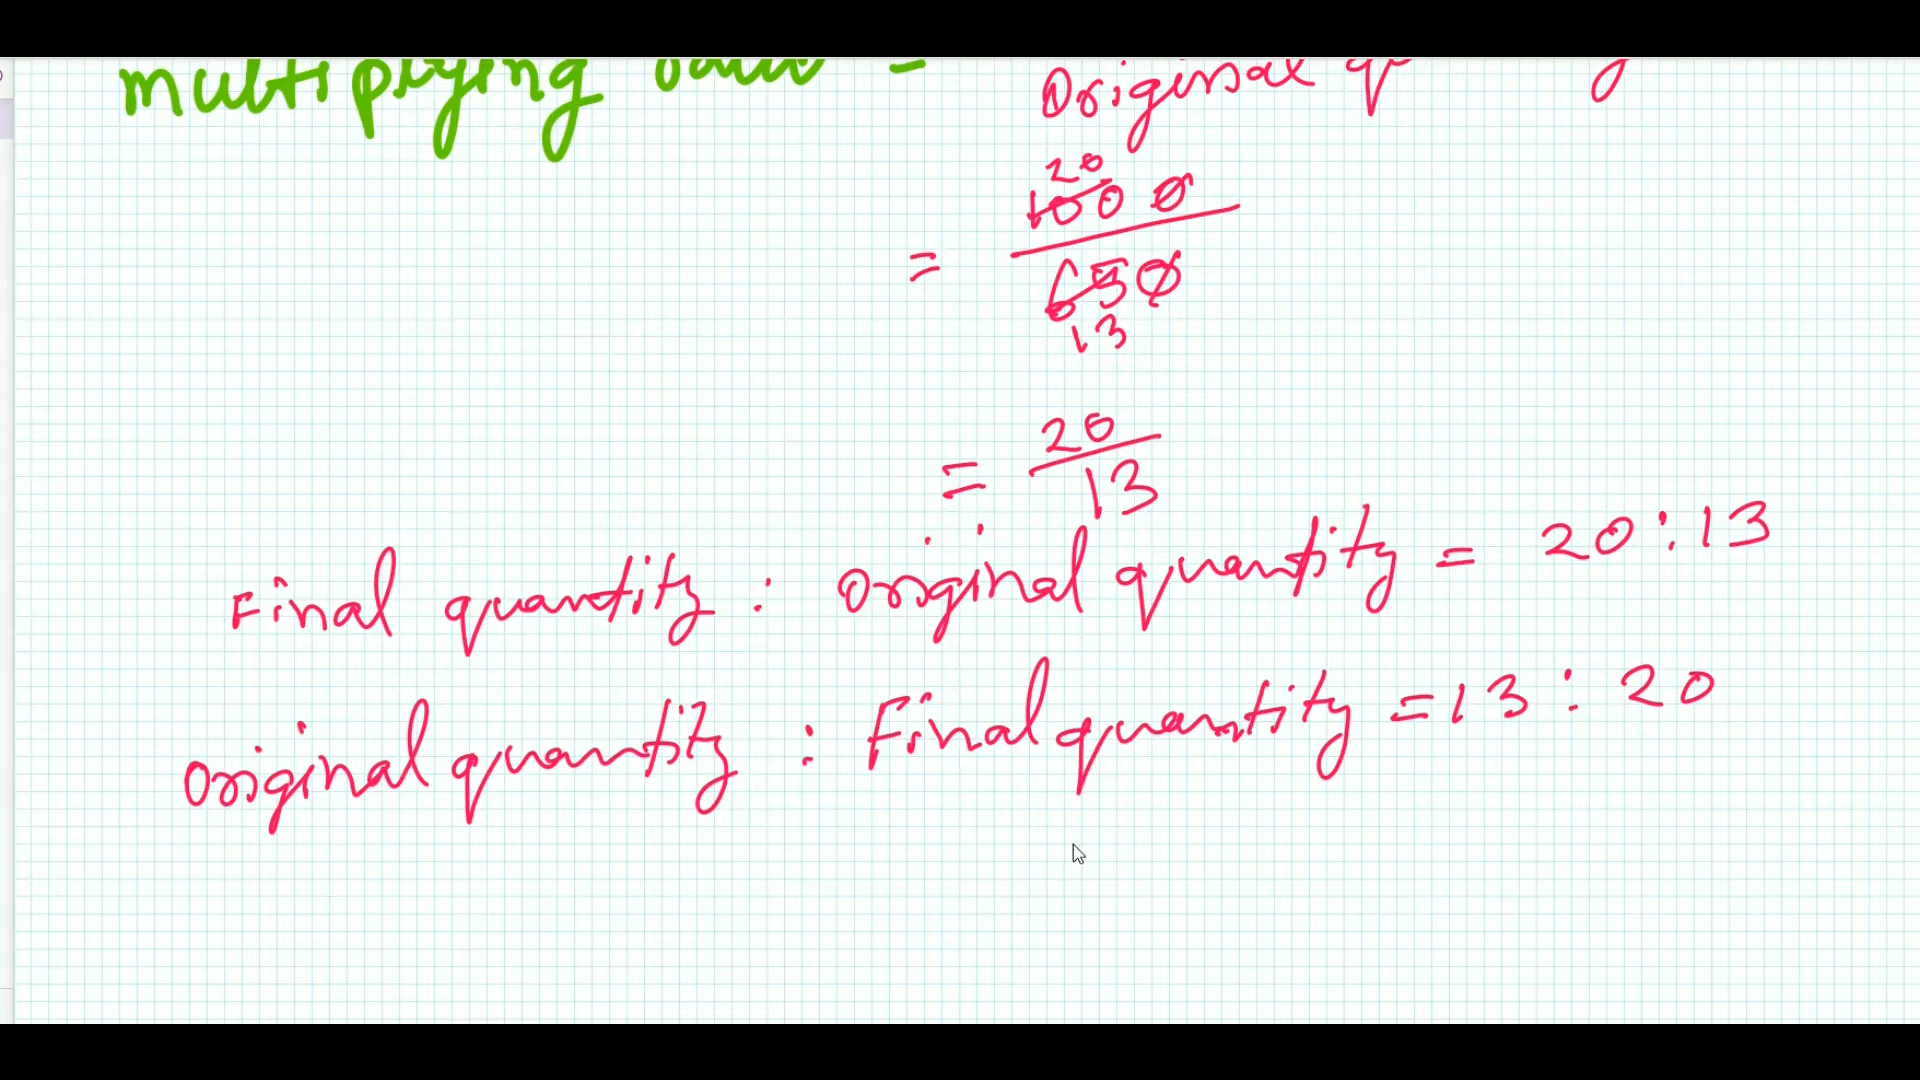 multiplying =
Original
20
1000
=
650
13
20
=
13
Final quantity : original quantity = 20:13
original quantity : Final quantity = 13 : 20